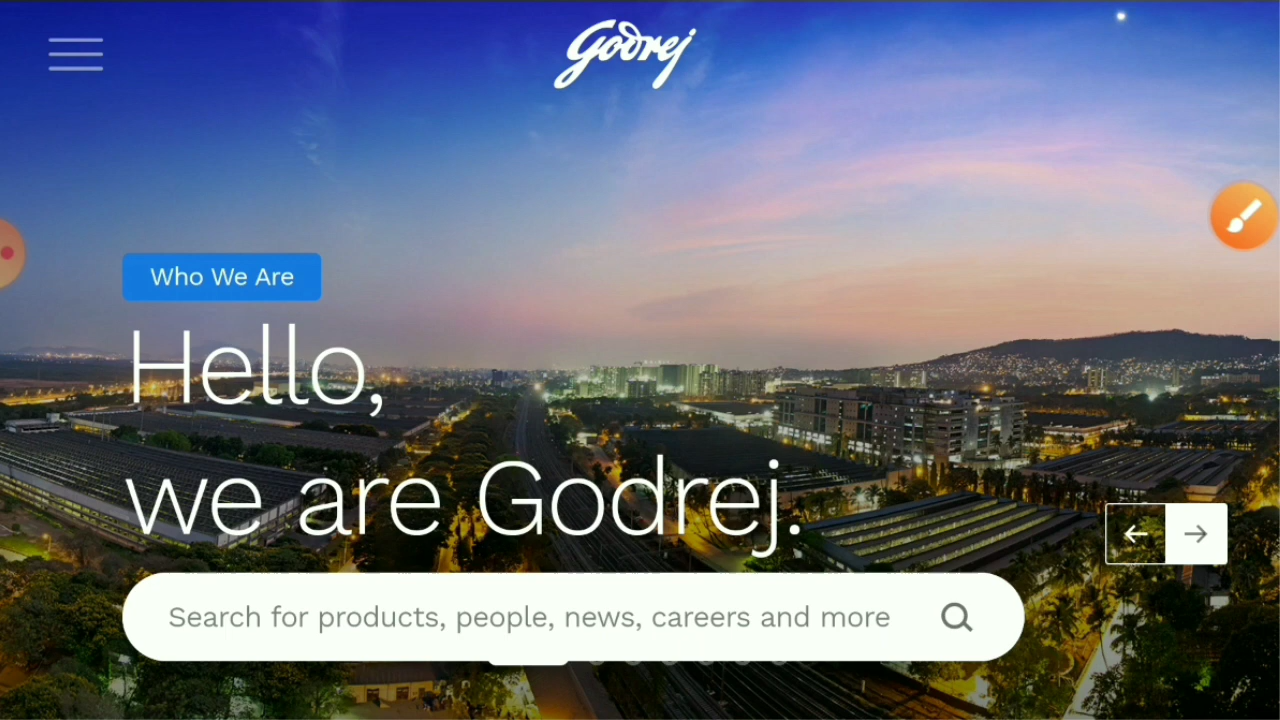 Godrej
Who We Are
Hello,
we are Godrej.
Search for products, people, news, careers and more